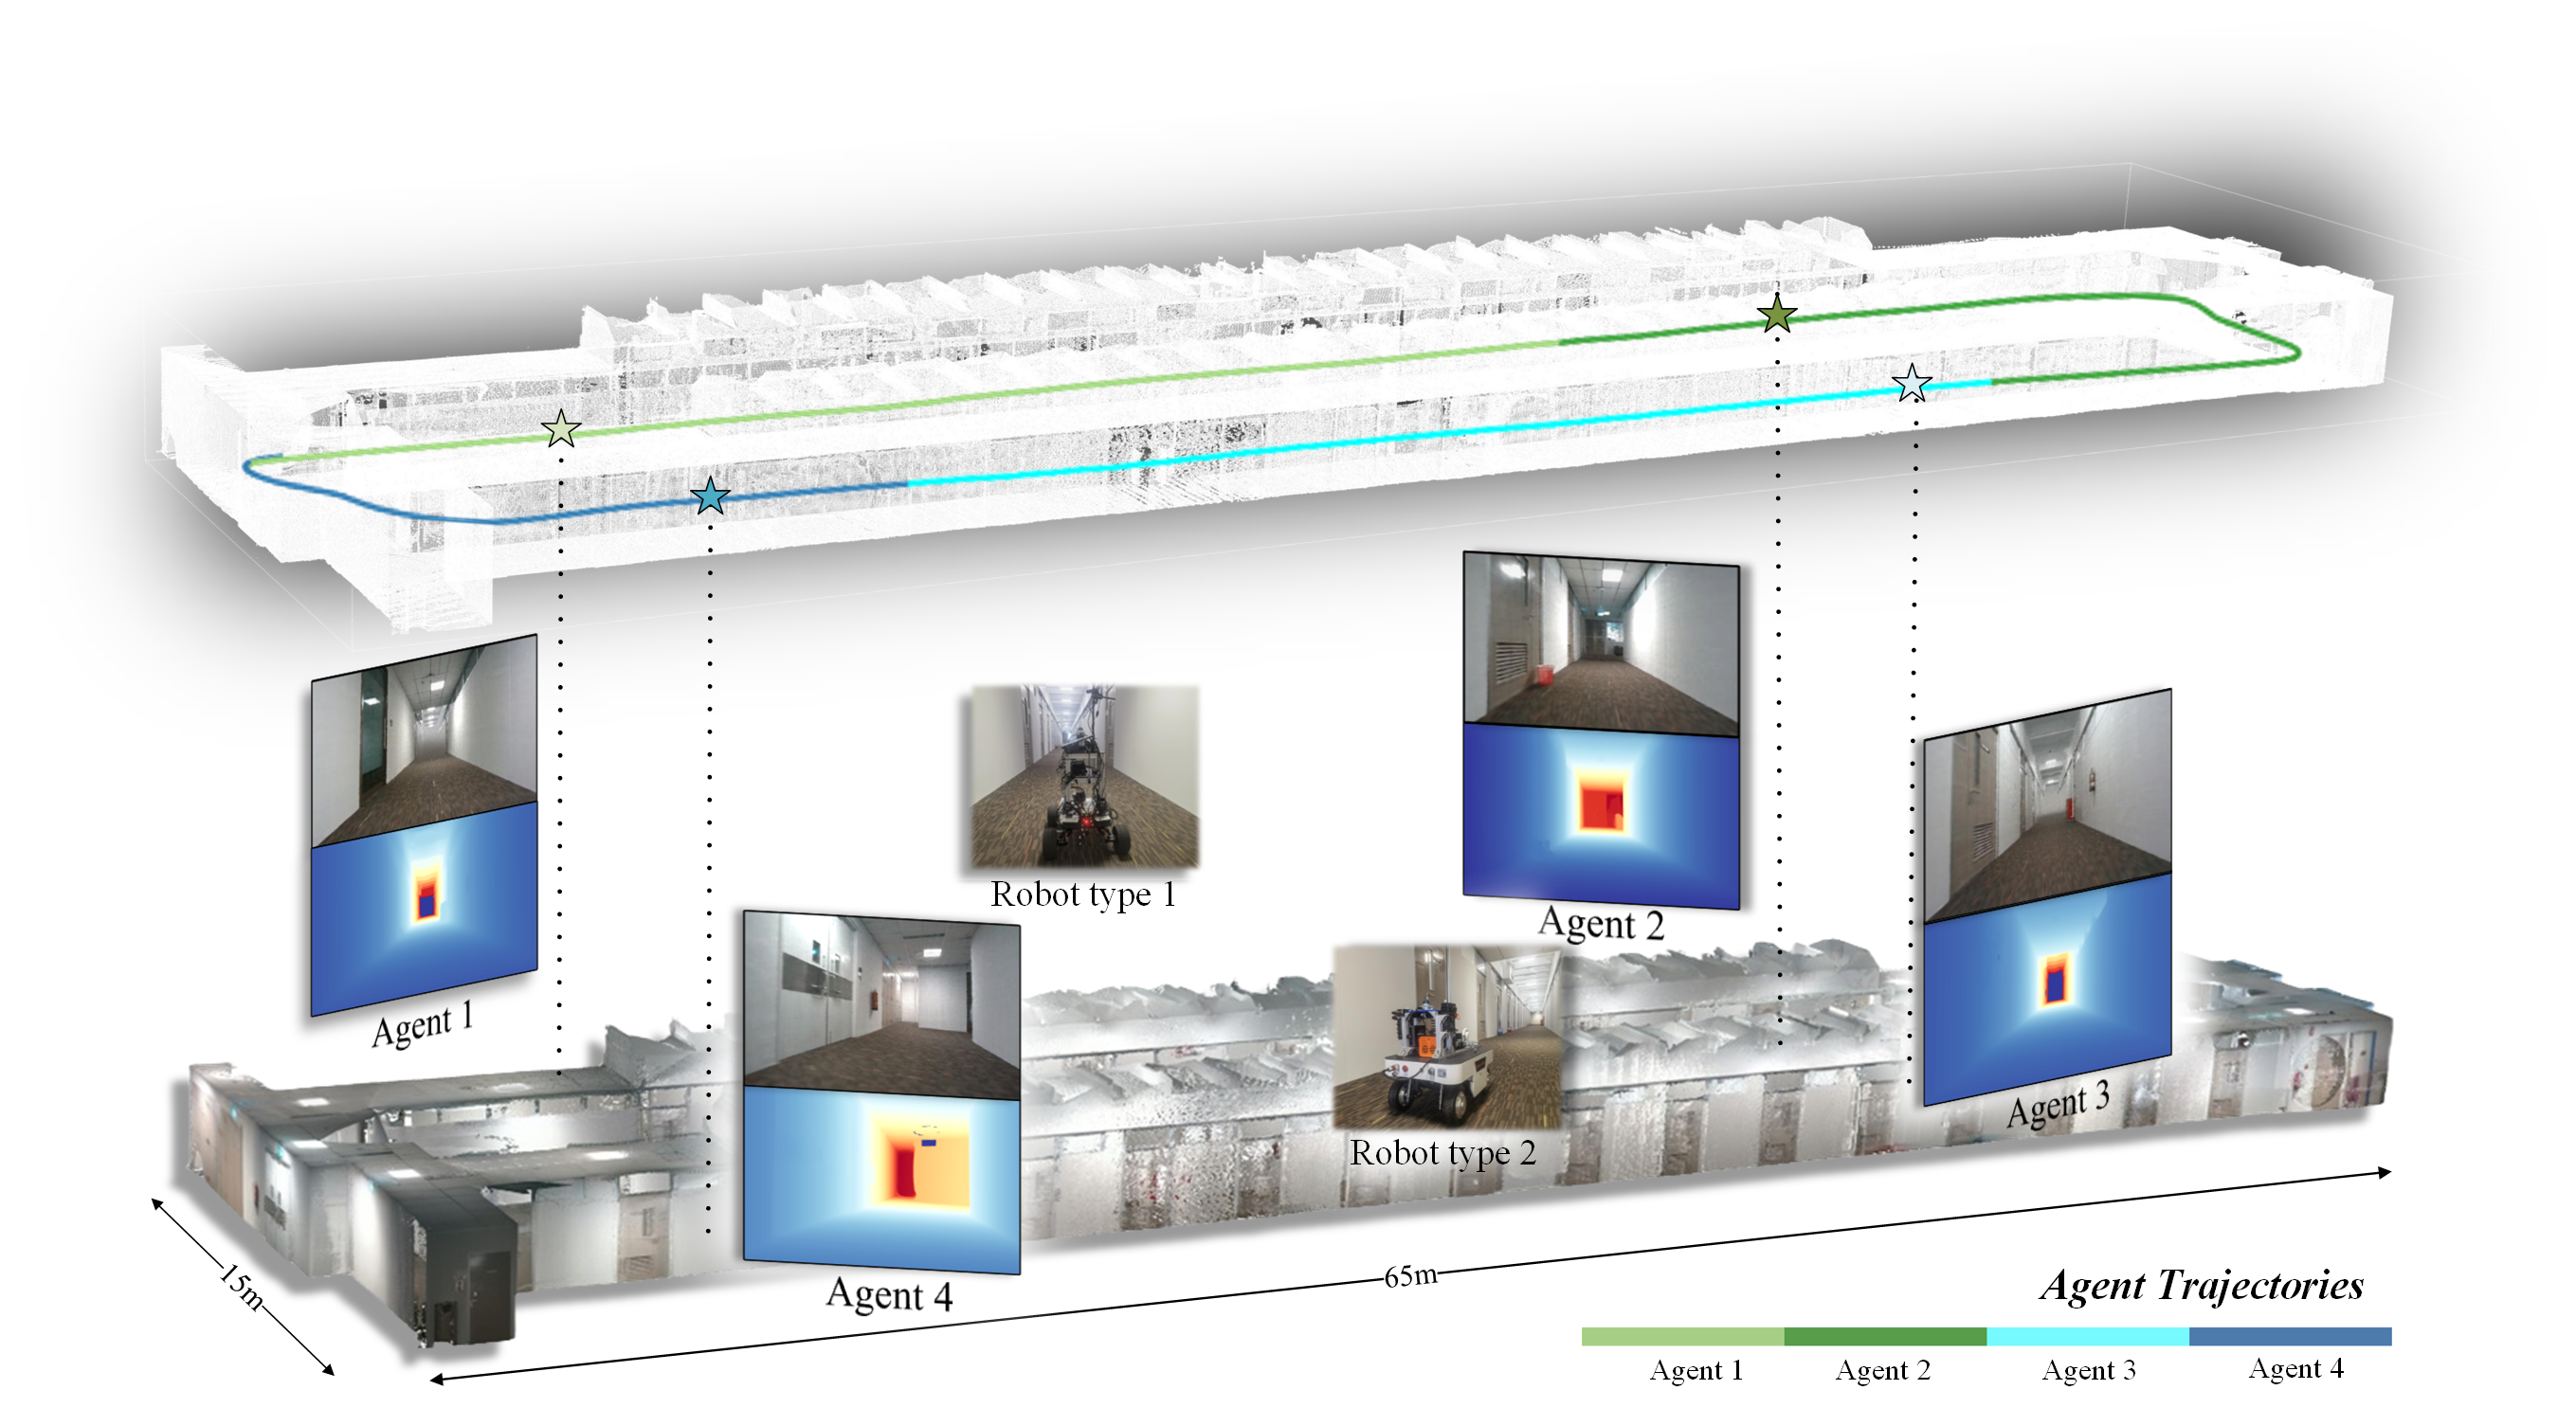 Agent 1
Robot type 1
Agent 2
Agent 4
Robot type 2
Agent 3
15m
65m
Agent Trajectories
Agent 1
Agent 2
Agent 3
Agent 4